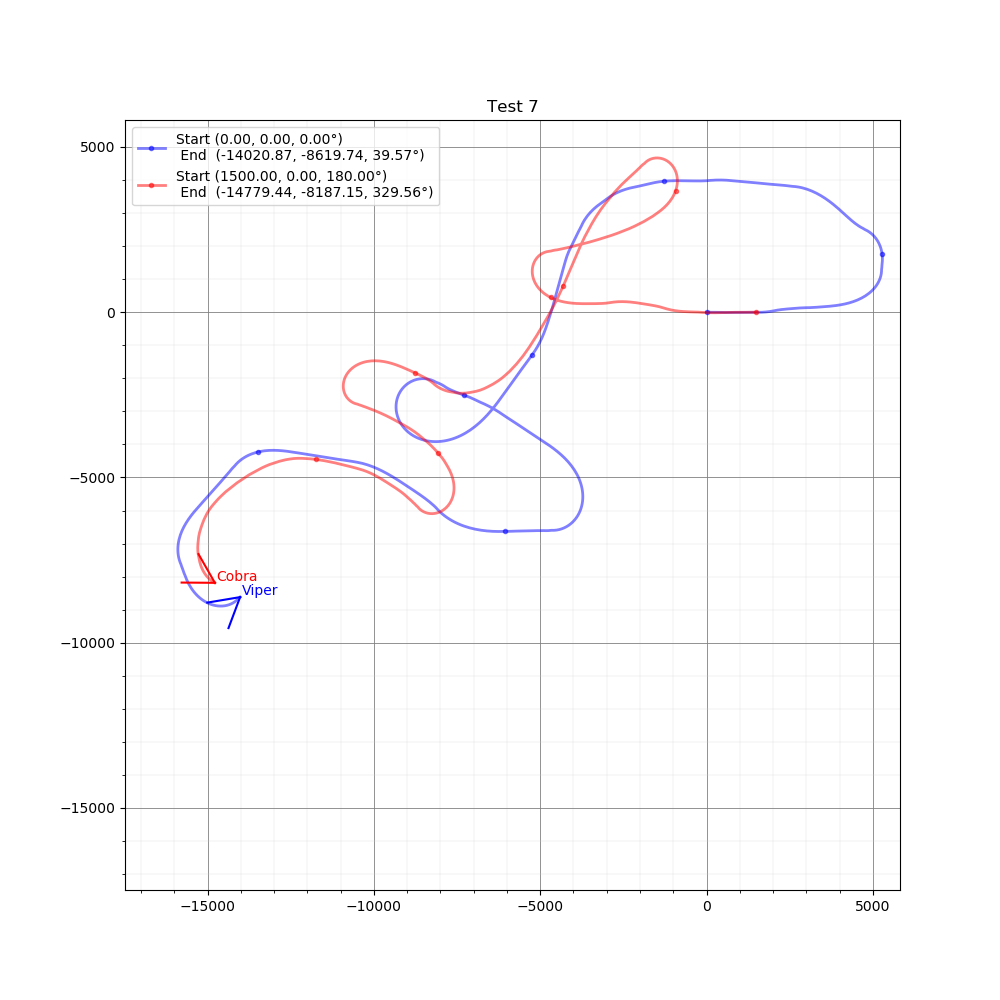 Test 7
Start (0.00, 0.00, 0.00°)
End  (-14020.87, -8619.74, 39.57°)
Start (1500.00, 0.00, 180.00°)
End  (-14779.44, -8187.15, 329.56°)
5000
0
−5000
−10000
−15000
Cobra
Viper
−15000 −10000 −5000 0 5000